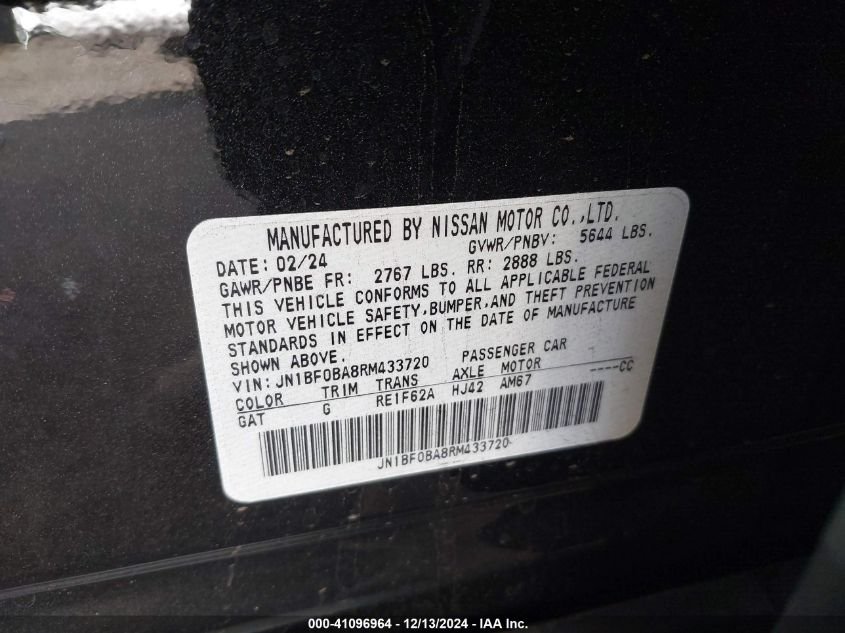 MANUFACTURED BY NISSAN MOTOR CO.,LTD.
DATE: 02/24 GVWR/PNBV: 5644 LBS.
GAWR/PNBE FR: 2767 LBS. RR: 2888 LBS.
THIS VEHICLE CONFORMS TO ALL APPLICABLE FEDERAL
MOTOR VEHICLE SAFETY,BUMPER,AND THEFT PREVENTION
STANDARDS IN EFFECT ON THE DATE OF MANUFACTURE
SHOWN ABOVE.
VIN: JN1BF0BA8RM433720 PASSENGER CAR
COLOR TRIM TRANS AXLE MOTOR
GAT G RE1F62A HJ42 AM67 ----CC
JN1BF0BA8RM433720
000-41096964 - 12/13/2024 - IAA Inc.